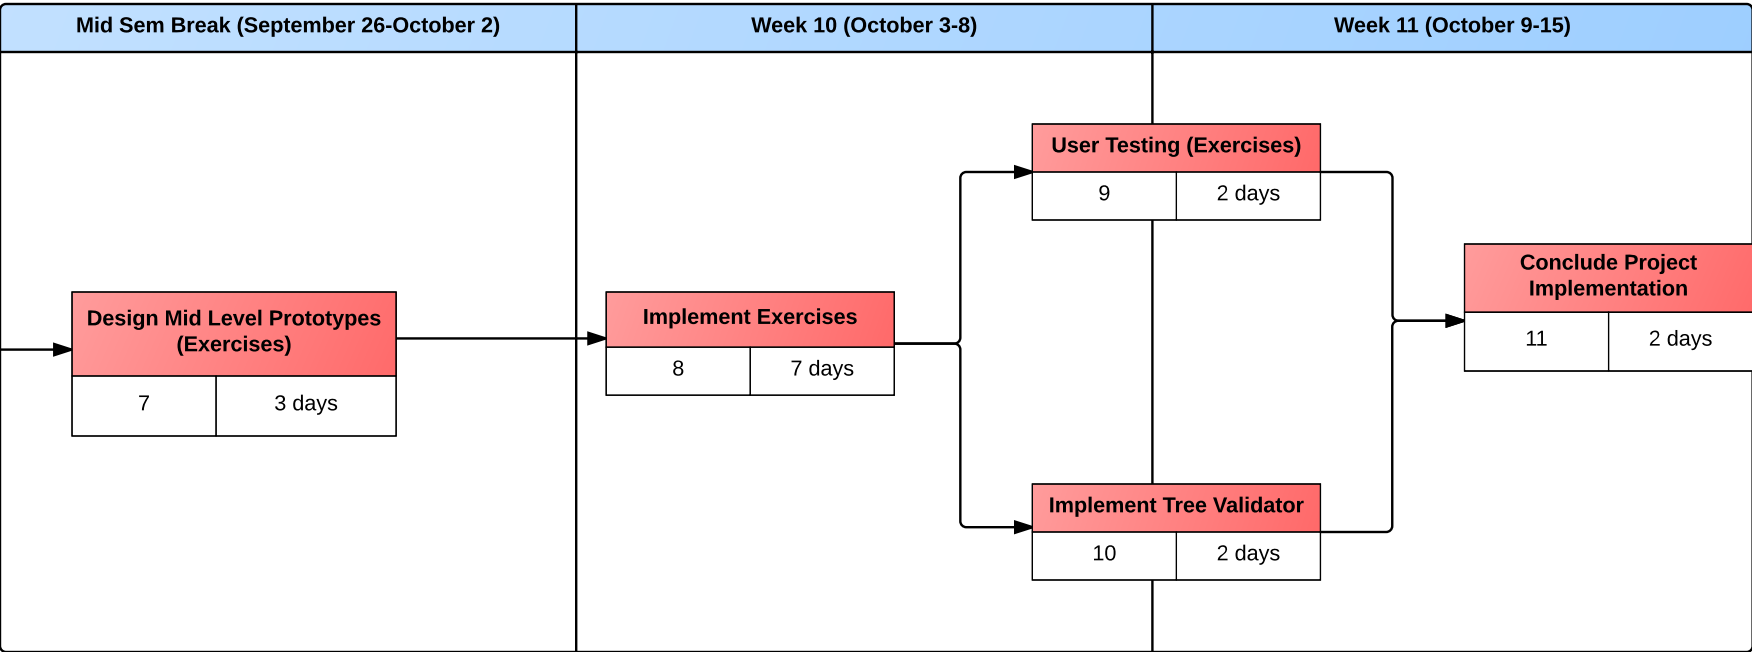 Mid Sem Break (September 26-October 2)
Week 10 (October 3-8)
Week 11 (October 9-15)
Design Mid Level Prototypes
(Exercises)
7
3 days
Implement Exercises
8
7 days
User Testing (Exercises)
9
2 days
Implement Tree Validator
10
2 days
Conclude Project
Implementation
11
2 days